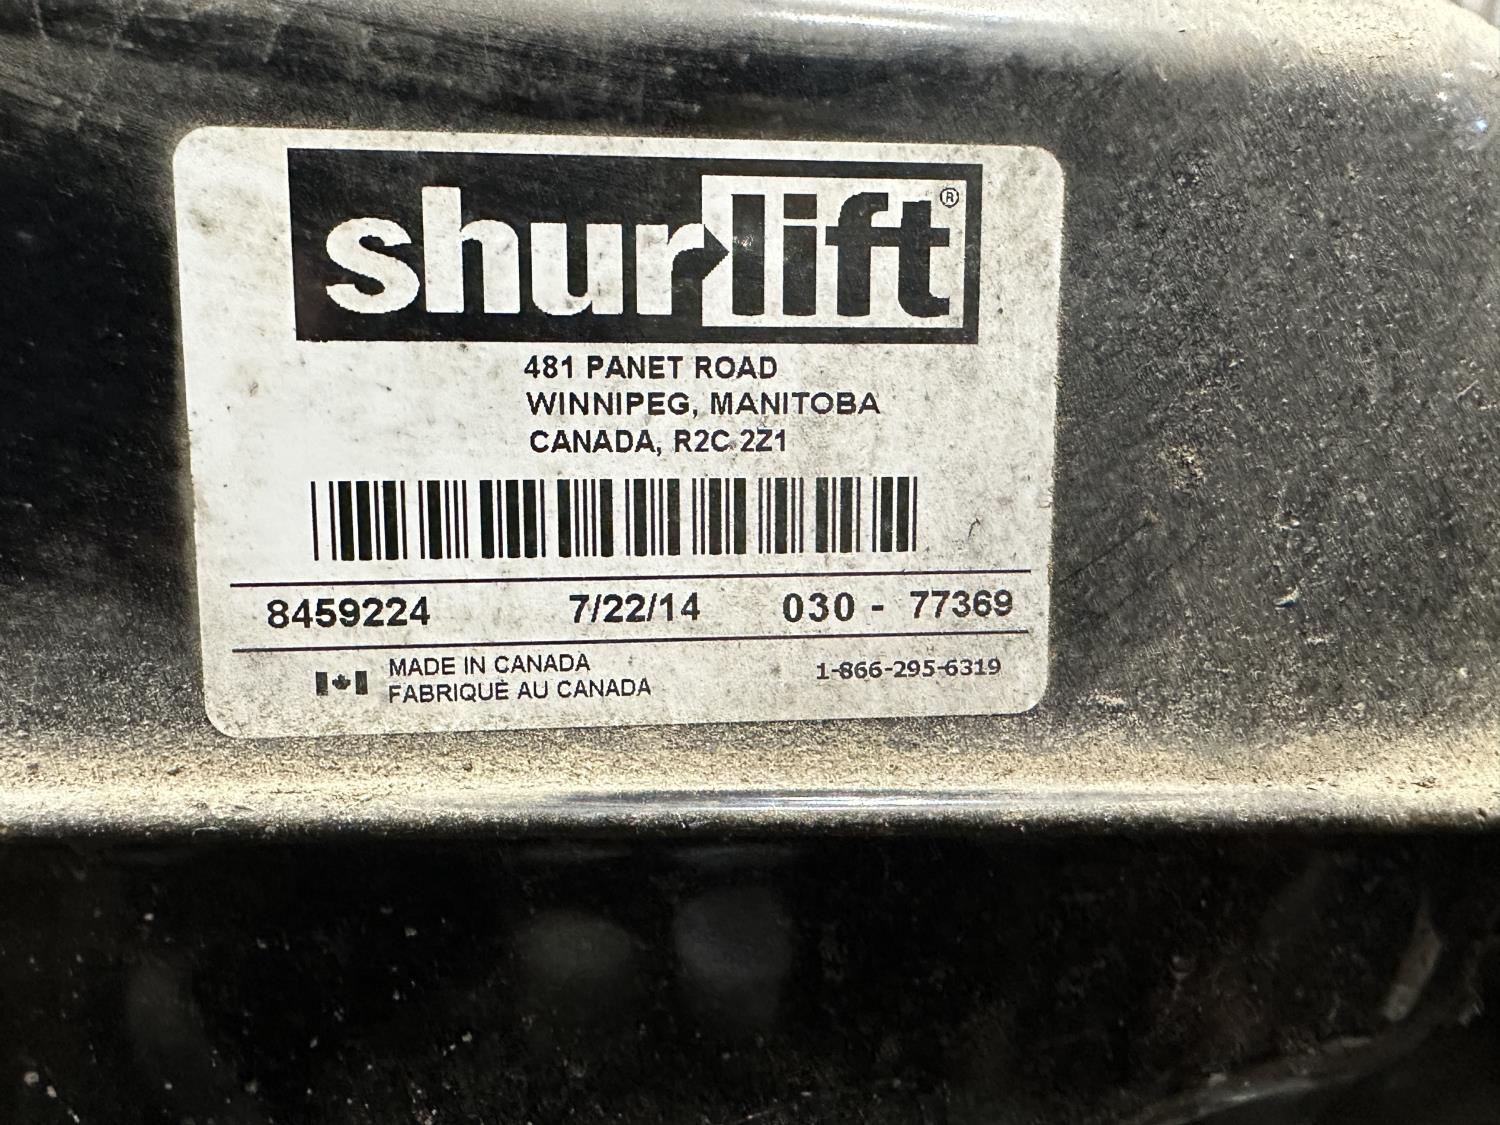 shurlift®
481 PANET ROAD
WINNIPEG, MANITOBA
CANADA, R2C 2Z1
8459224 7/22/14 030 - 77369
MADE IN CANADA
FABRIQUÈ AU CANADA
1-866-295-6319